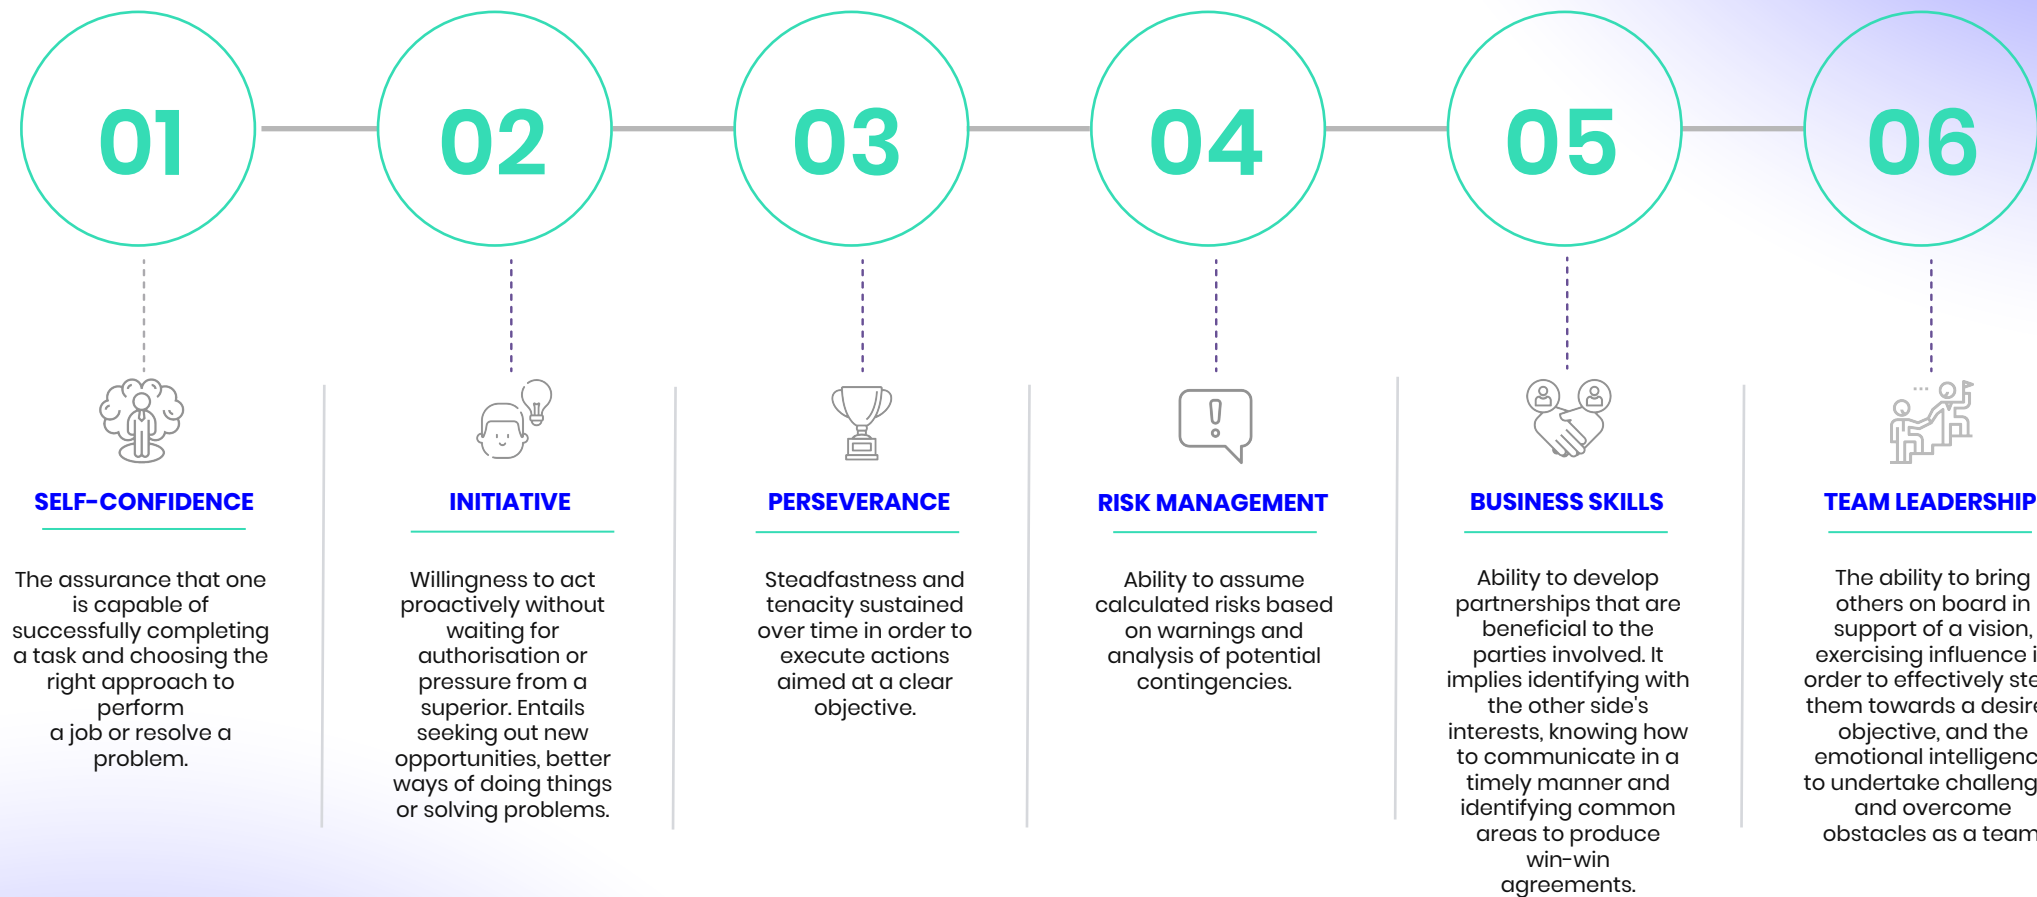 01
02
03
04
05
06
SELF-CONFIDENCE
The assurance that one
is capable of
successfully completing
a task and choosing the
right approach to
perform
a job or resolve a
problem.
INITIATIVE
Willingness to act
proactively without
waiting for
authorisation or
pressure from a
superior. Entails
seeking out new
opportunities, better
ways of doing things
or solving problems.
PERSEVERANCE
Steadfastness and
tenacity sustained
over time in order to
execute actions
aimed at a clear
objective.
RISK MANAGEMENT
Ability to assume
calculated risks based
on warnings and
analysis of potential
contingencies.
BUSINESS SKILLS
Ability to develop
partnerships that are
beneficial to the
parties involved. It
implies identifying with
the other side's
interests, knowing how
to communicate in a
timely manner and
identifying common
areas to produce
win-win
agreements.
TEAM LEADERSHIP
The ability to bring
others on board in
support of a vision,
exercising influence
order to effectively
them towards a
objective, and the
emotional
to undertake
and overcome
obstacles as a team